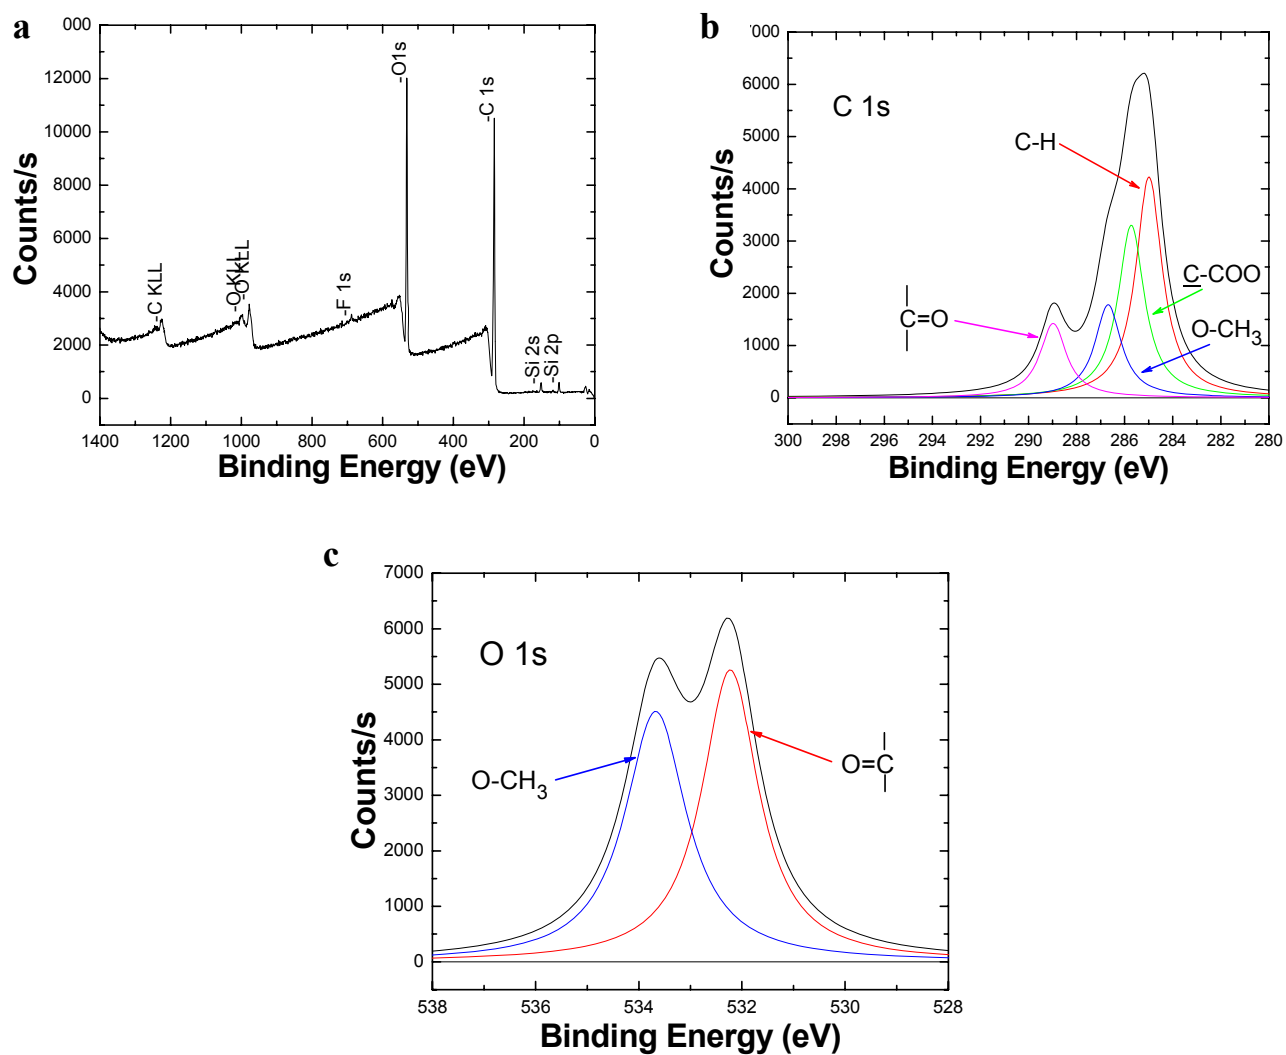 a
000
12000
10000
8000
6000
4000
2000
0
Counts/s
-C KLL
-O KLL
-O KLL
-F 1s
-O1s
-C 1s
-Si 2s
-Si 2p
1400 1200 1000 800 600 400 200 0
Binding Energy (eV)
b
7000
6000
5000
4000
3000
2000
1000
0
Counts/s
C 1s
C-H
C-COO
O-CH3
C=O
300 298 296 294 292 290 288 286 284 282 280
Binding Energy (eV)
c
7000
6000
5000
4000
3000
2000
1000
0
Counts/s
O 1s
O-CH3
O=C
538 536 534 532 530 528
Binding Energy (eV)